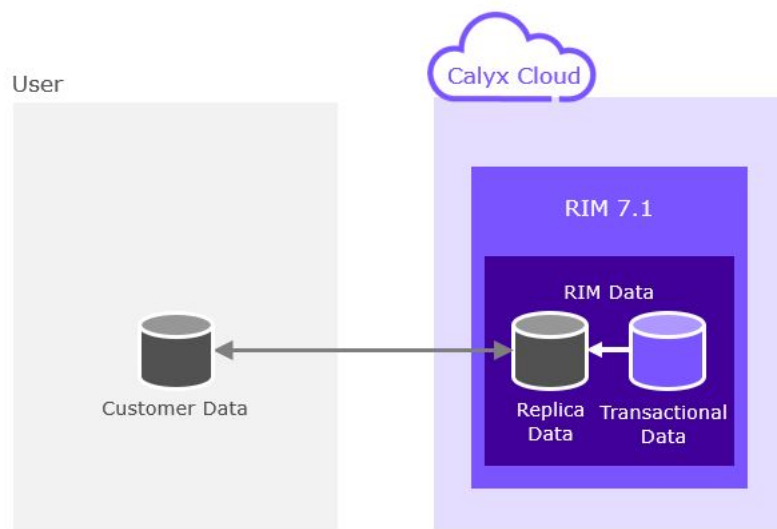 Calyx Cloud
User
RIM 7.1
RIM Data
Customer Data
Replica
Data
Transactional
Data